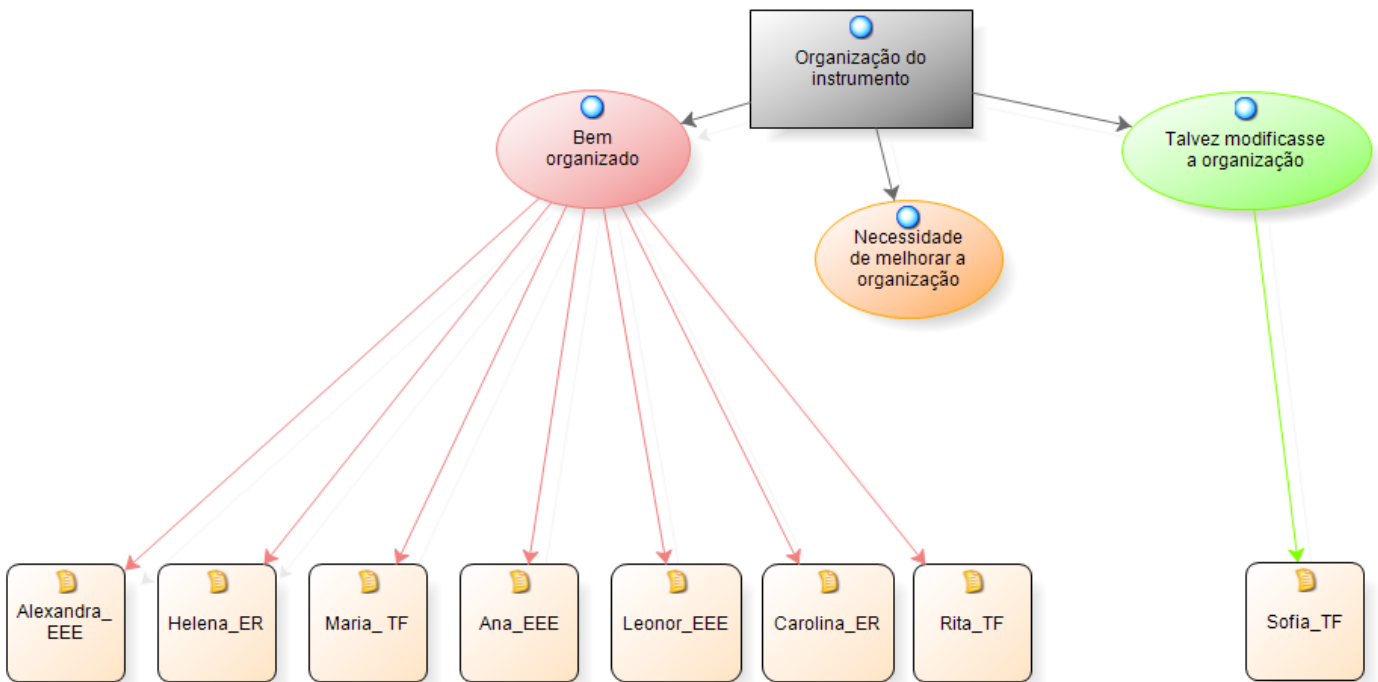 Organização do
instrumento
Bem
organizado
Talvez modificasse
a organização
Necessidade
de melhorar a
organização
Alexandra_
EEE
Helena_ER
Maria_ TF
Ana_EEE
Leonor_EEE
Carolina_ER
Rita_TF
Sofia_TF